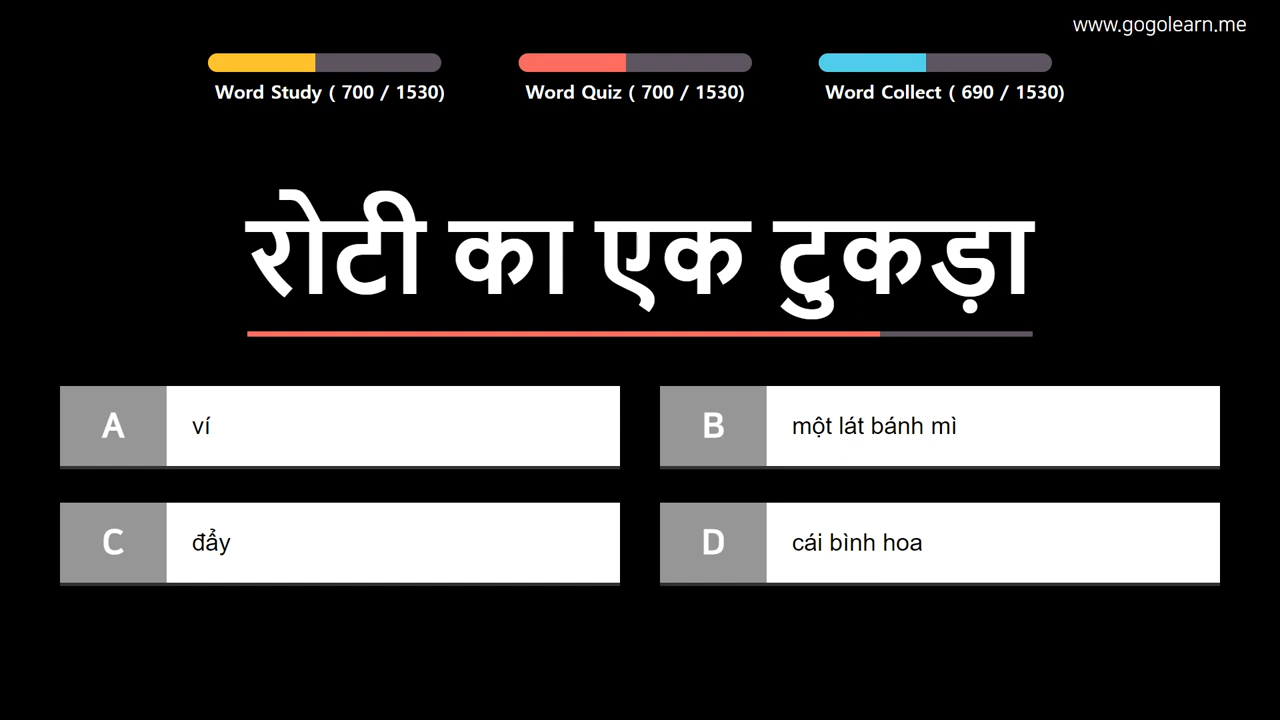 www.gogolearn.me
Word Study ( 700 / 1530)
Word Quiz ( 700 / 1530)
Word Collect ( 690 / 1530)
रोटी का एक टुकड़ा
A ví
B một lát bánh mì
C đẩy
D cái bình hoa